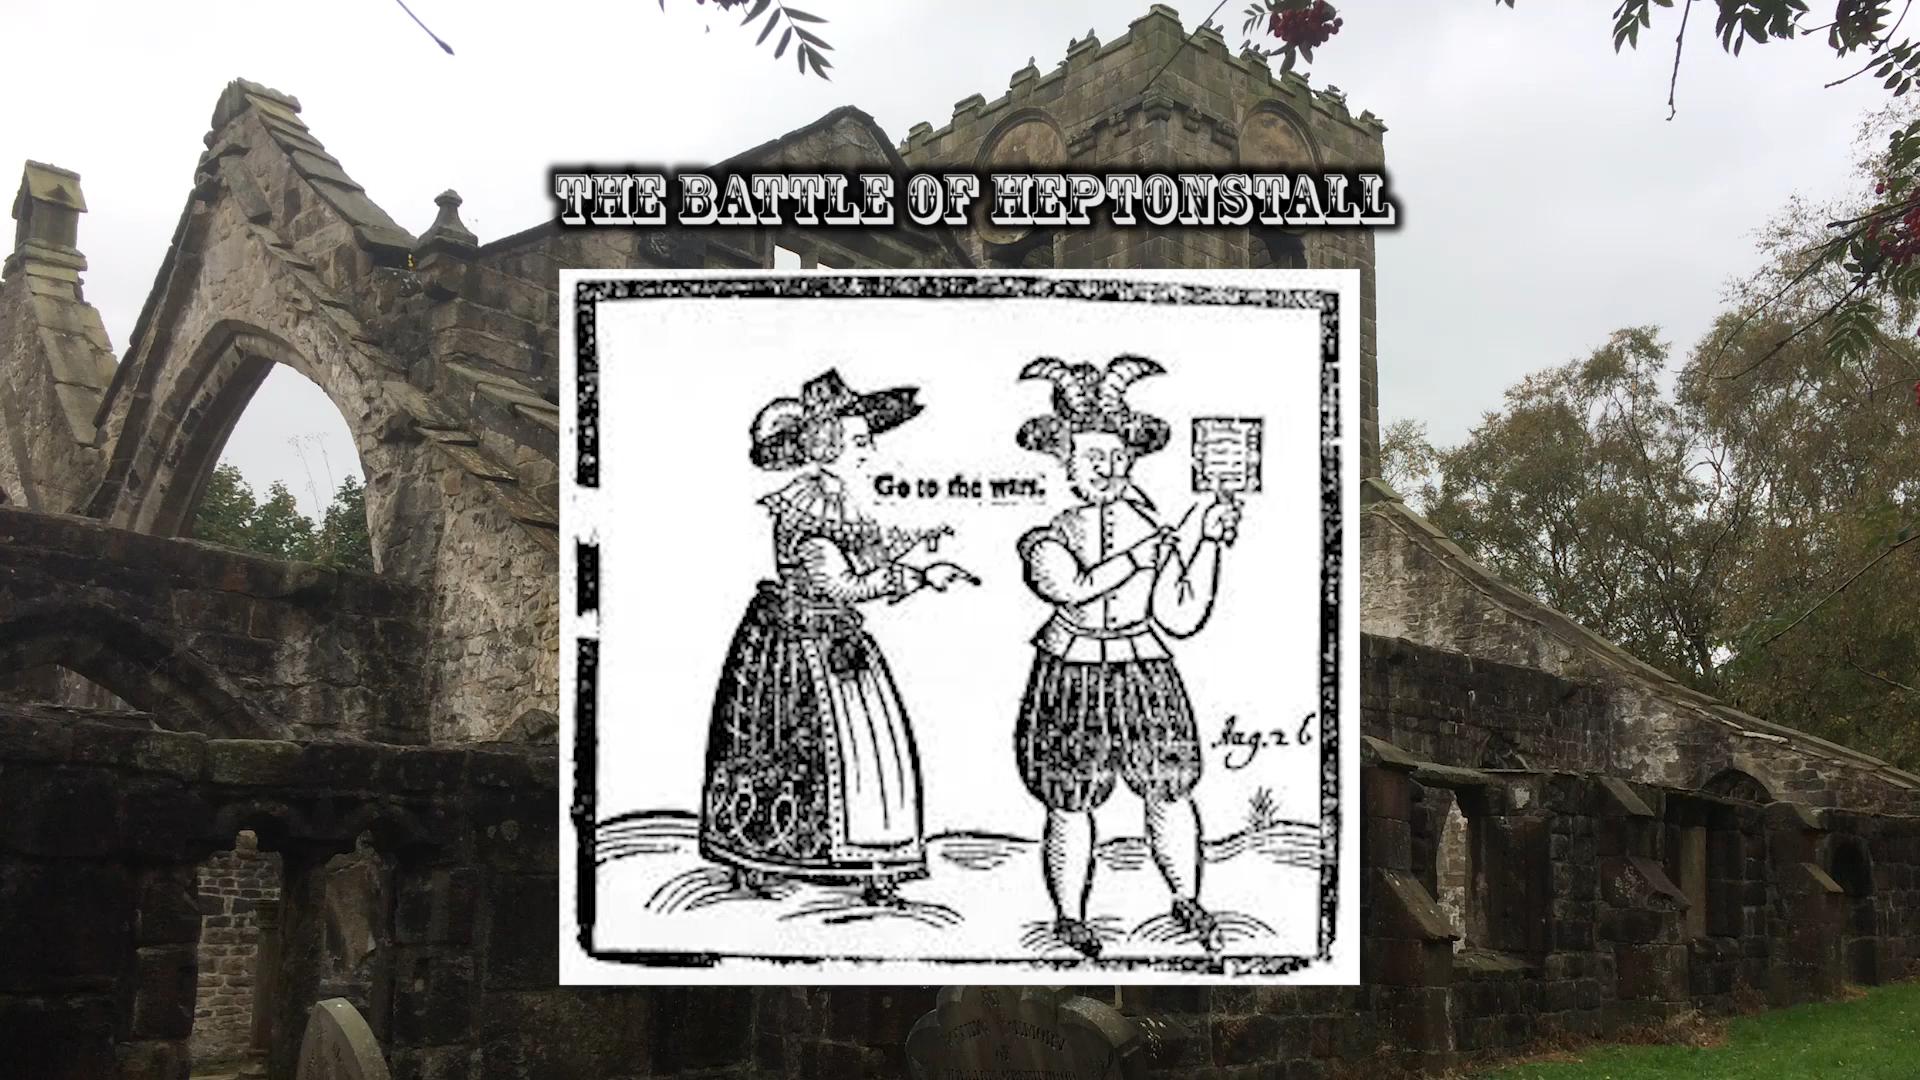 THE BATTLE OF HEPTONSTALL
Go to the wars.
Aug. 26